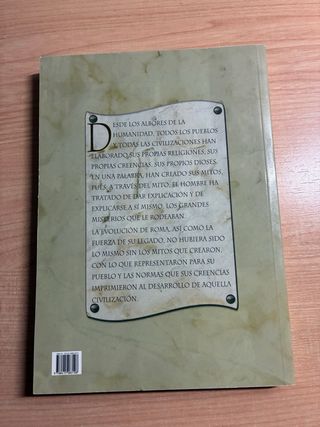 DESDE LOS ALBORES DE LA
HUMANIDAD, TODOS LOS PUEBLOS
Y TODAS LAS CIVILIZACIONES HAN
ELABORADO SUS PROPIAS RELIGIONES, SUS
PROPIAS CREENCIAS, SUS PROPIOS DIOSES.
EN UNA PALABRA, HAN CREADO SUS MITOS,
PUES, A TRAVÉS DEL MITO, EL HOMBRE HA
TRATADO DE DAR EXPLICACIÓN Y DE
EXPLICARSE A SÍ MISMO, LOS GRANDES
MISTERIOS QUE LE RODEABAN.
LA EVOLUCIÓN DE ROMA, ASÍ COMO LA
FUERZA DE SU LEGADO, NO HUBIERA SIDO
LO MISMO SIN LOS MITOS QUE CREARON,
CON LO QUE REPRESENTARON PARA SU
PUEBLO Y LAS NORMAS QUE SUS CREENCIAS
IMPRIMIERON AL DESARROLLO DE AQUELLA
CIVILIZACIÓN.